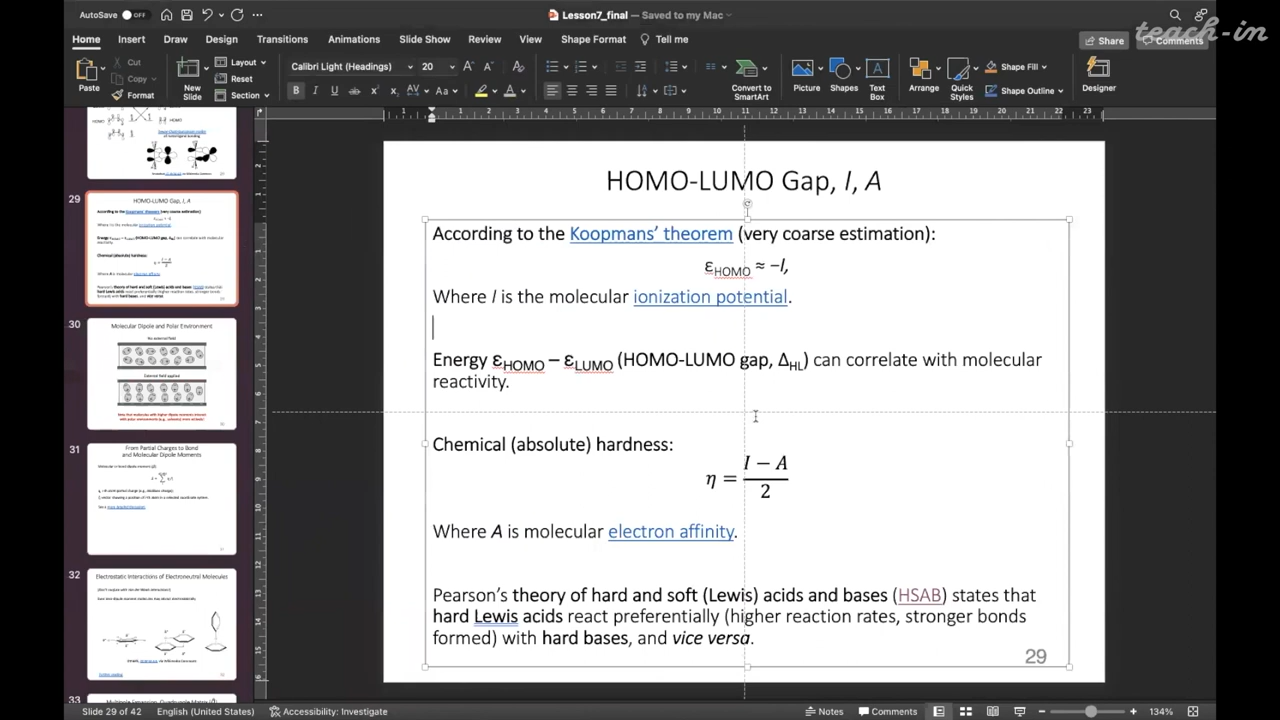 AutoSave OFF
Lesson7_final — Saved to my Mac
teach-in
Home Insert Draw Design Transitions Animations Slide Show Review View Shape Format Tell me
Share Comments
Paste
Cut
Copy
Format
New Slide
Layout
Reset
Section
Calibri Light (Headings) 20
Convert to SmartArt
Picture
Shapes
Text Box
Arrange
Quick Styles
Shape Fill
Shape Outline
Designer
29
HOMO-LUMO Gap, I, A
30
Molecular Dipole and Polar Environment
No external field
External field applied
31
From Partial Charges to Bond
and Molecular Dipole Moments
32
Electrostatic Interactions of Electroneutral Molecules
33
HOMO-LUMO Gap, I, A
According to the Koopmans’ theorem (very coarse estimation):
εHOMO ≈ −I,
Where I is the molecular ionization potential.
Energy εHOMO − εLUMO (HOMO-LUMO gap, ΔHL) can correlate with molecular
reactivity.
Chemical (absolute) hardness:
η = (I − A)/2
Where A is molecular electron affinity.
Pearson’s theory of hard and soft (Lewis) acids and bases (HSAB) states that
hard Lewis acids react preferentially (higher reaction rates, stronger bonds
formed) with hard bases, and vice versa.
29
Slide 29 of 42 English (United States) Accessibility: Investigate
Notes Comments 134%